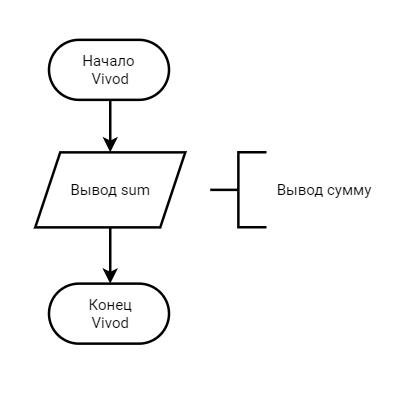 Начало
Vivod
Вывод sum
Вывод сумму
Конец
Vivod